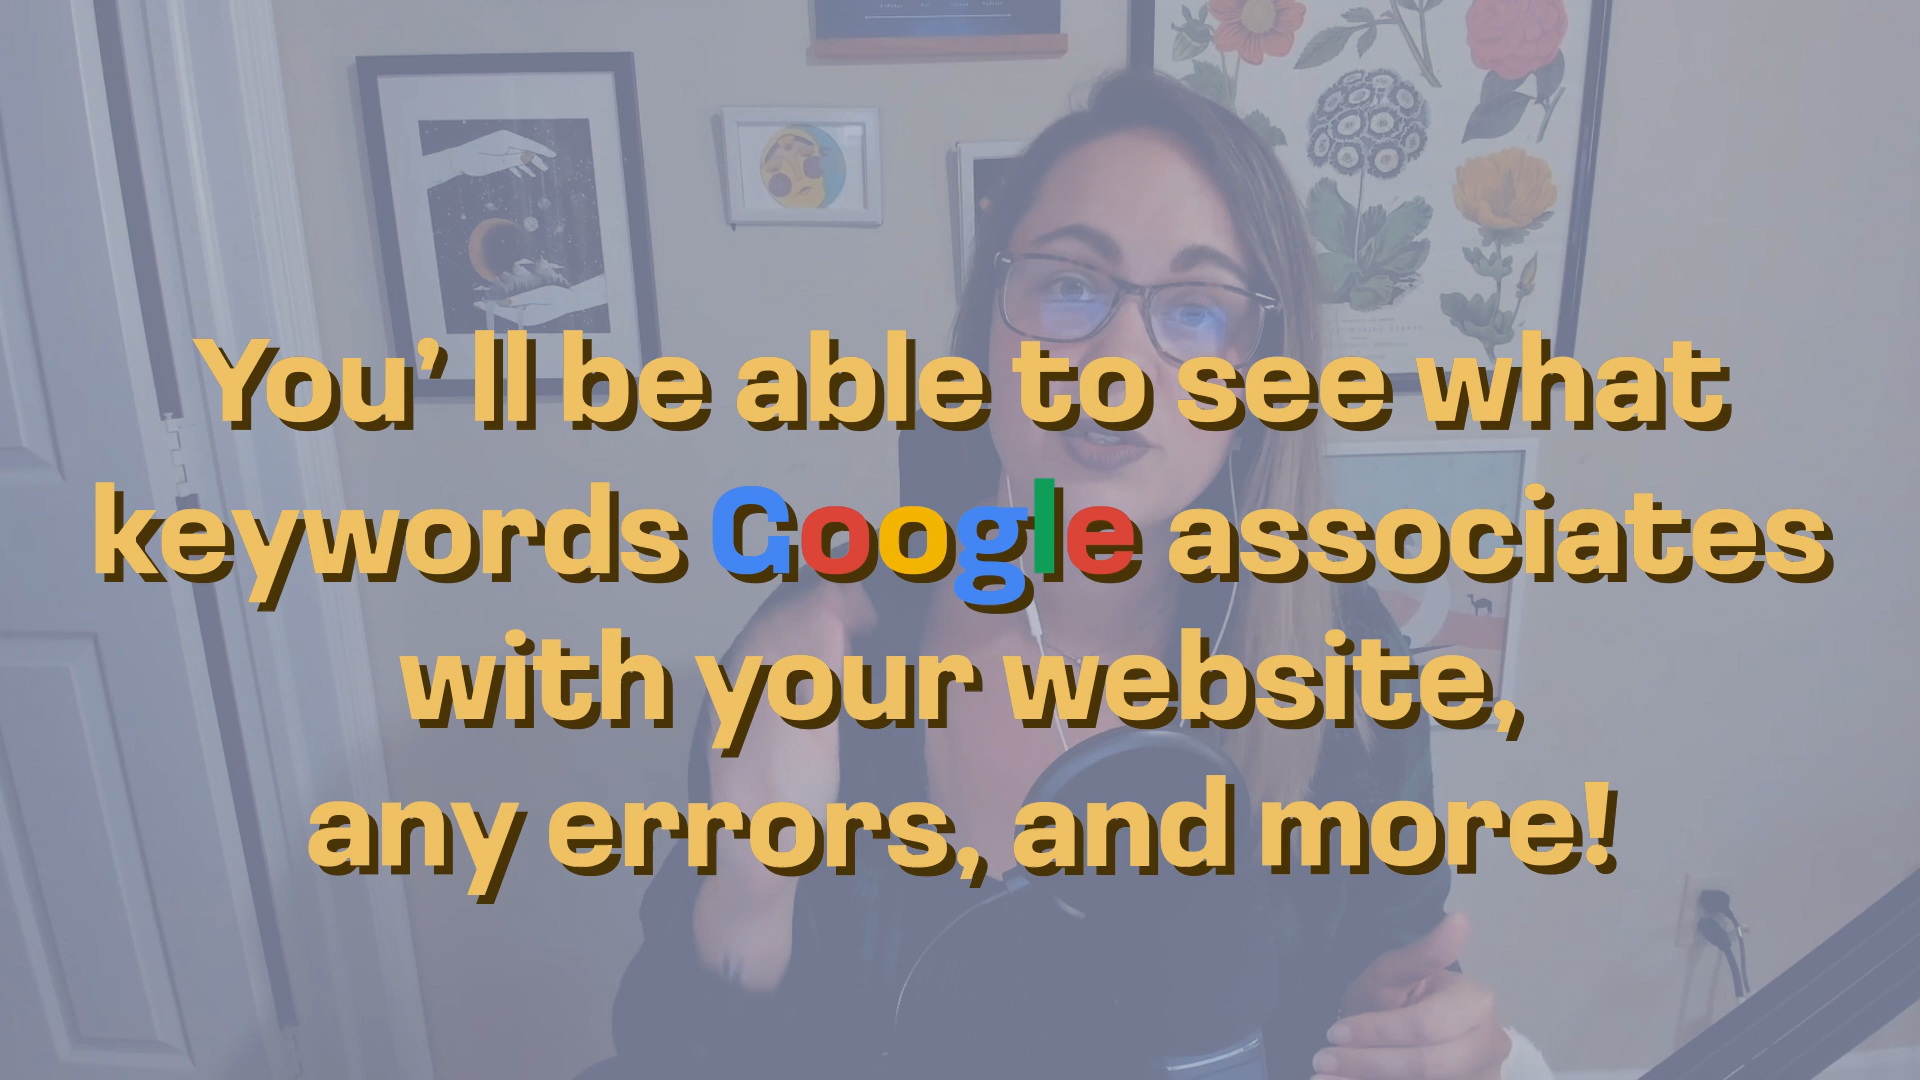 You'll be able to see what
keywords Google associates
with your website,
any errors, and more!